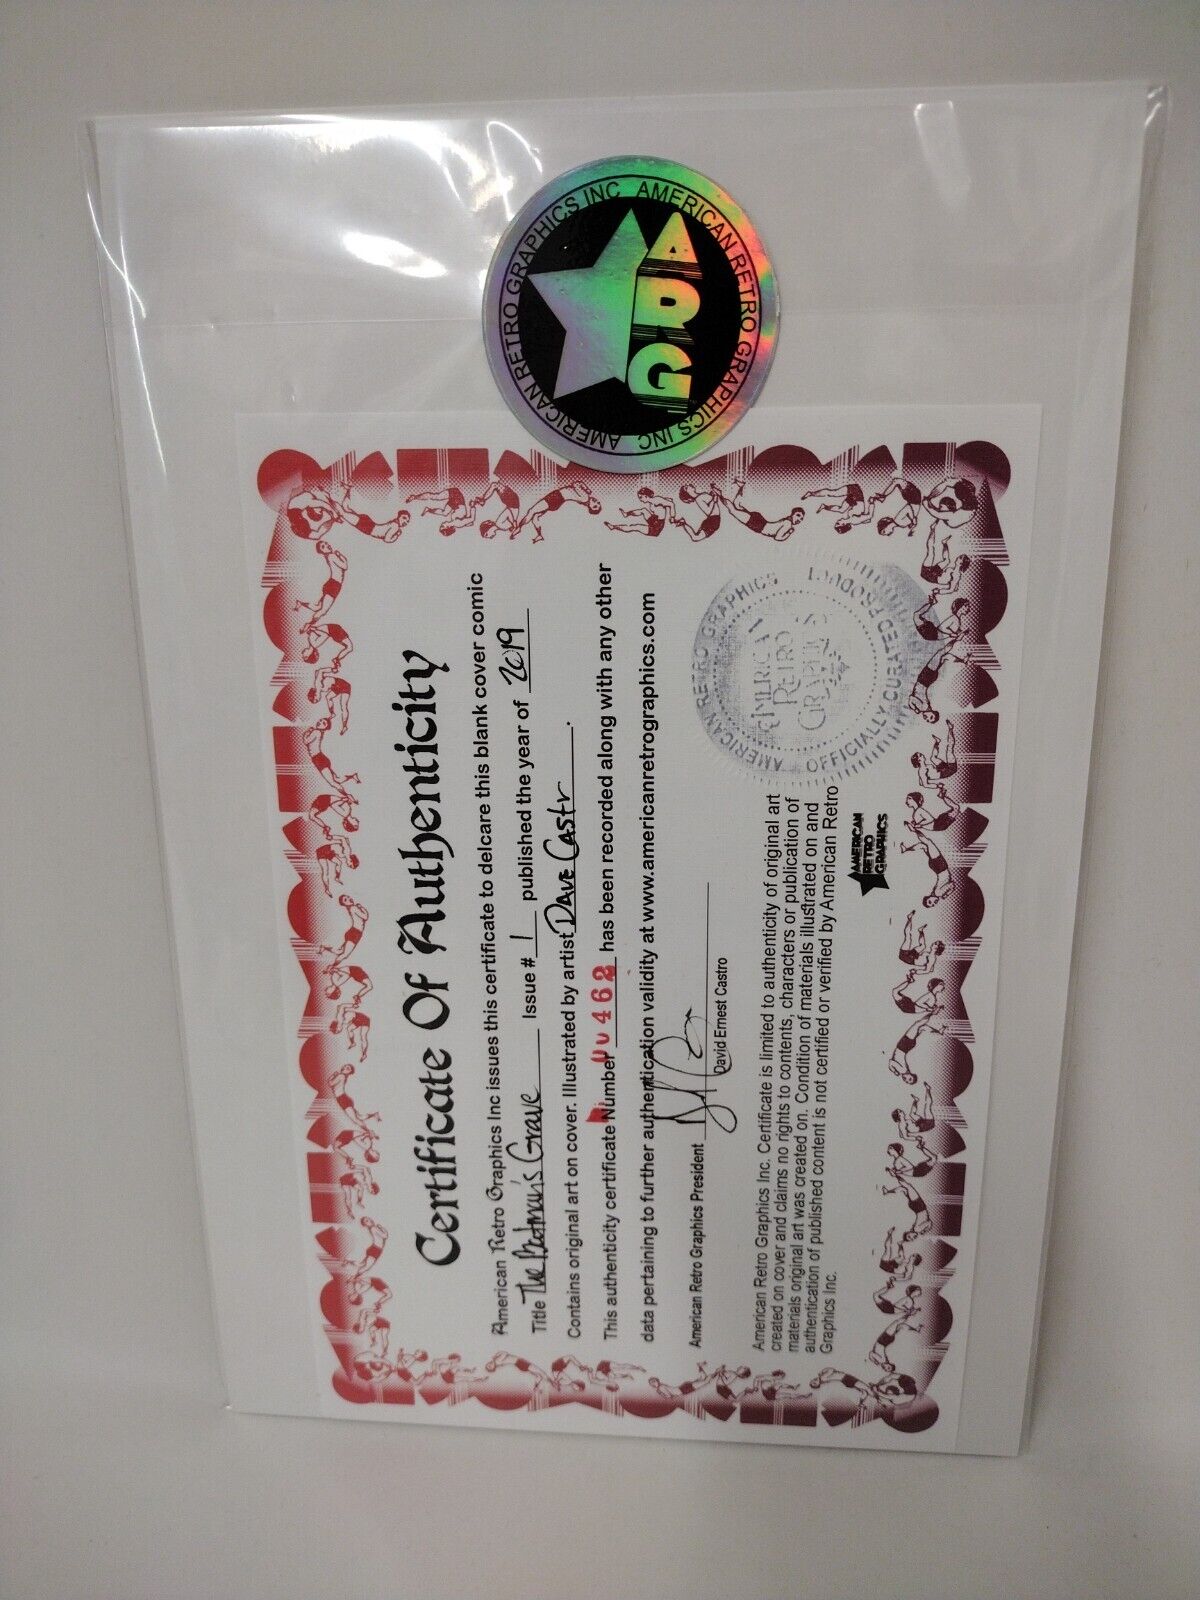 AMERICAN RETRO GRAPHICS INC AMERICAN RETRO GRAPHICS INC
ARG
Certificate Of Authenticity
American Retro Graphics Inc issues this certificate to delcare this blank cover comic
Title The Batman's Grave Issue # 1 published the year of 2019
Contains original art on cover. Illustrated by artist Dave Castr.
This authenticity certificate Number 00462 has been recorded along with any other
data pertaining to further authentication validity at www.americanretrographics.com
American Retro Graphics President
David Ernest Castro
AMERICAN RETRO GRAPHICS
OFFICIALLY CURATED PRODUCT
AMERICAN
RETRO
GRAPHICS
American Retro Graphics Inc. Certificate is limited to authenticity of original art
created on cover and claims no rights to contents, characters or publication of
materials original art was created on. Condition of materials illustrated on and
authentication of published content is not certified or verified by American Retro
Graphics Inc.
AMERICAN
RETRO
GRAPHICS